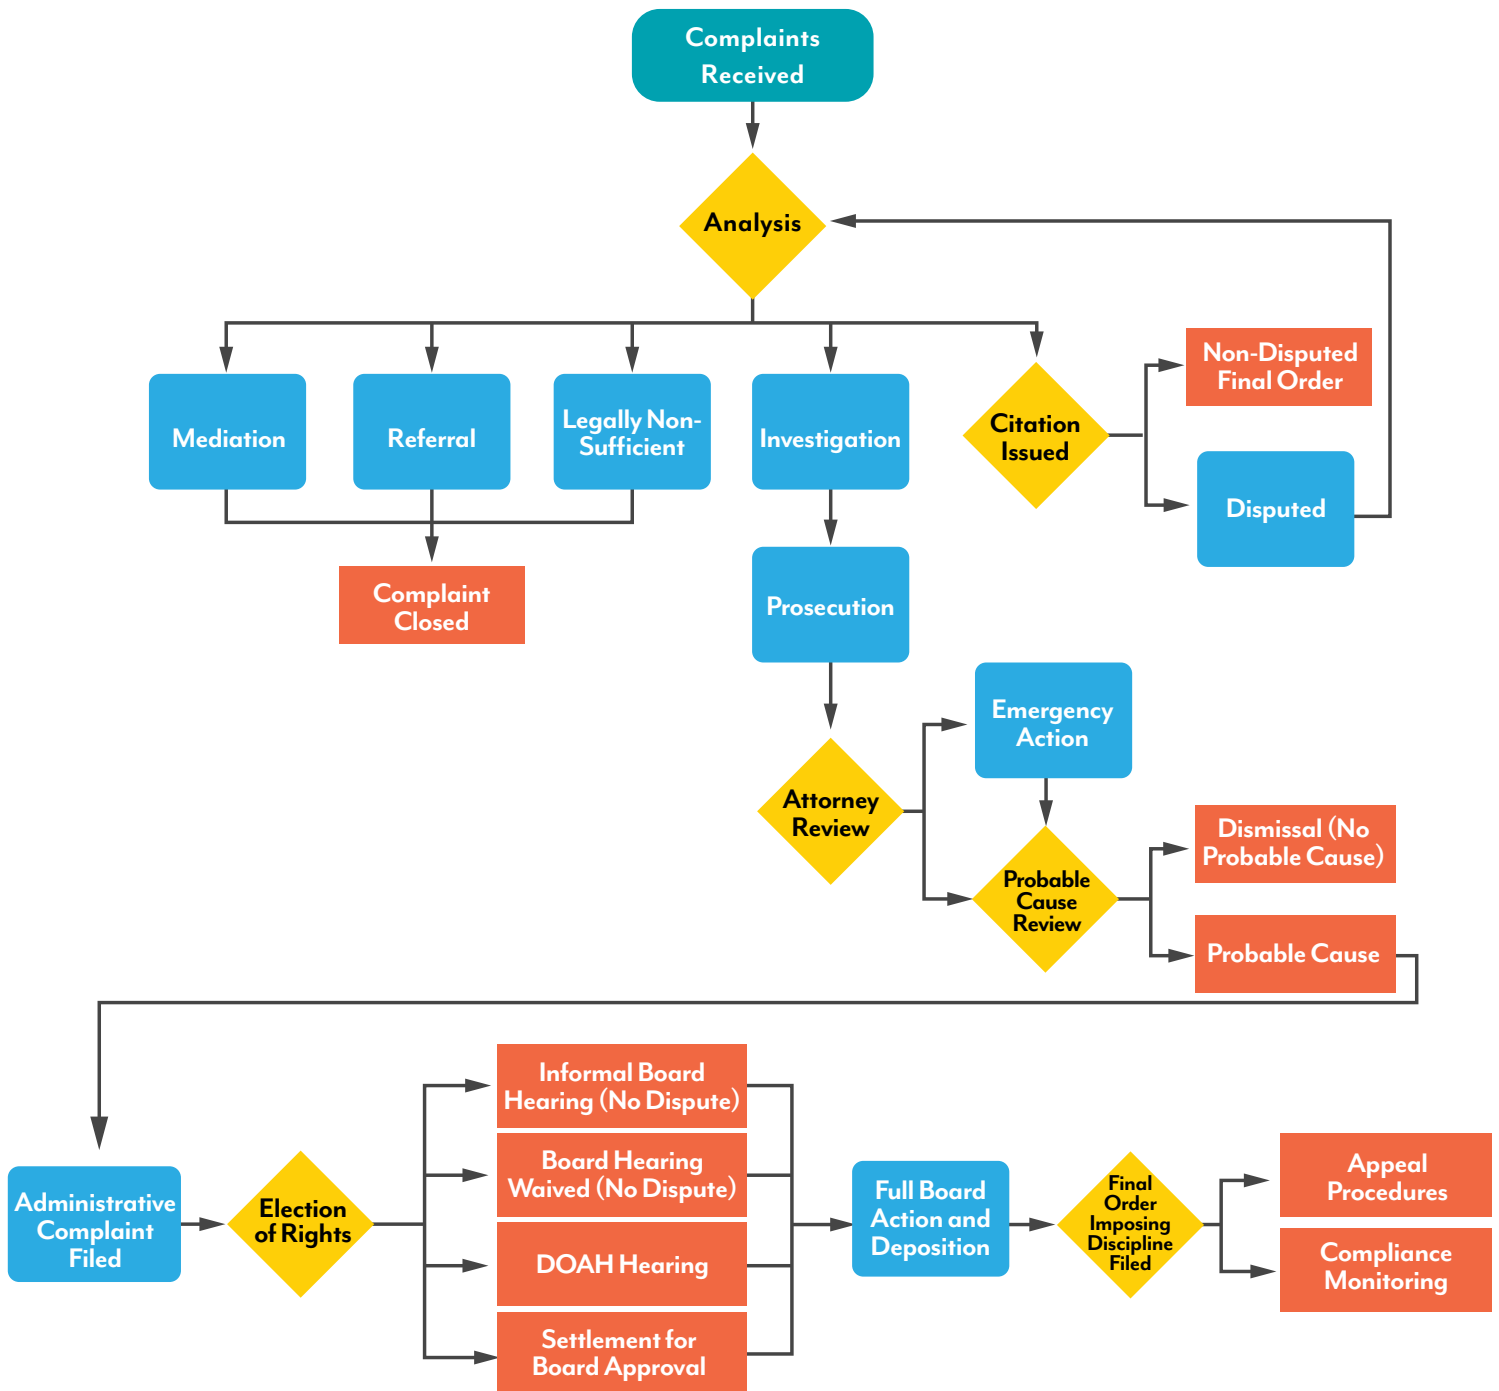 Complaints
Received
Analysis
Mediation
Referral
Legally Non-
Sufficient
Investigation
Citation
Issued
Non-Disputed
Final Order
Disputed
Complaint
Closed
Prosecution
Emergency
Action
Attorney
Review
Probable
Cause
Review
Dismissal (No
Probable Cause)
Probable Cause
Administrative
Complaint
Filed
Election
of Rights
Informal Board
Hearing (No Dispute)
Board Hearing
Waived (No Dispute)
DOAH Hearing
Settlement for
Board Approval
Full Board
Action and
Deposition
Final
Order
Imposing
Discipline
Filed
Appeal
Procedures
Compliance
Monitoring